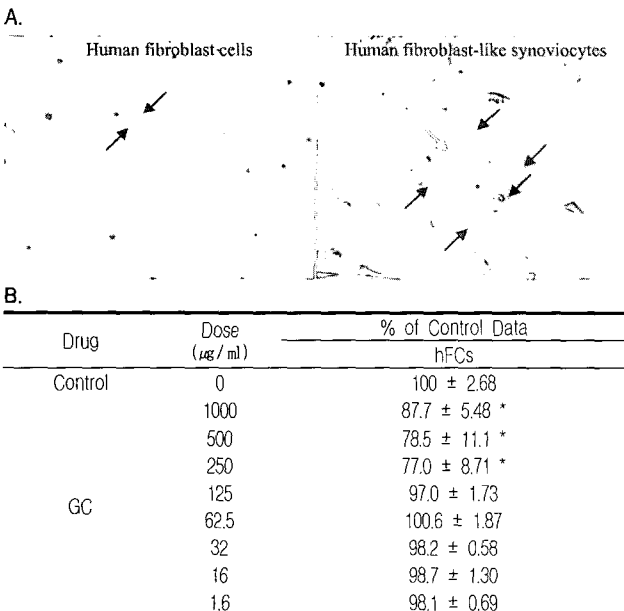 A.
Human fibroblast cells
Human fibroblast-like synoviocytes
B.
Drug Dose (μg/ml) % of Control Data
hFCs
Control 0 100 ± 2.68
GC
1000 87.7 ± 5.48 *
500 78.5 ± 11.1 *
250 77.0 ± 8.71 *
125 97.0 ± 1.73
62.5 100.6 ± 1.87
32 98.2 ± 0.58
16 98.7 ± 1.30
1.6 98.1 ± 0.69